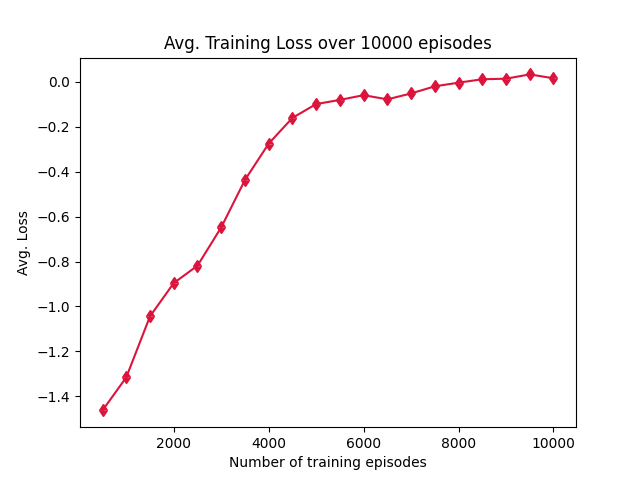 Avg. Training Loss over 10000 episodes
0.0
−0.2
−0.4
−0.6
−0.8
−1.0
−1.2
−1.4
Avg. Loss
2000 4000 6000 8000 10000
Number of training episodes